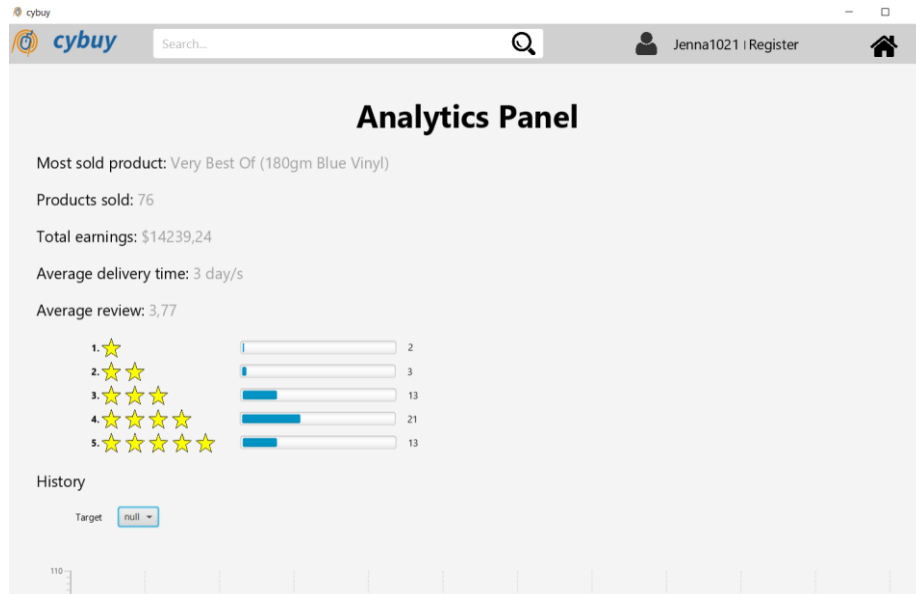 cybuy
cybuy Search... Jenna1021 | Register
Analytics Panel
Most sold product: Very Best Of (180gm Blue Vinyl)
Products sold: 76
Total earnings: $14239,24
Average delivery time: 3 day/s
Average review: 3,77
1. 2
2. 3
3. 13
4. 21
5. 13
History
Target null
110